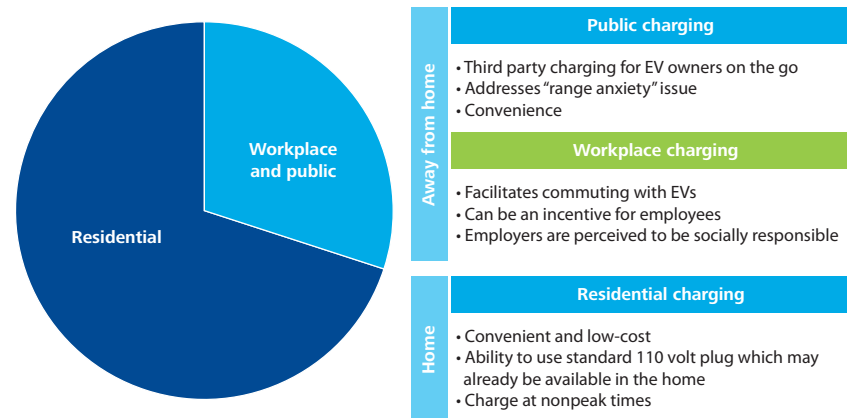 Workplace
and public
Residential
Away from home
Public charging
• Third party charging for EV owners on the go
• Addresses “range anxiety” issue
• Convenience
Workplace charging
• Facilitates commuting with EVs
• Can be an incentive for employees
• Employers are perceived to be socially responsible
Home
Residential charging
• Convenient and low-cost
• Ability to use standard 110 volt plug which may
already be available in the home
• Charge at nonpeak times